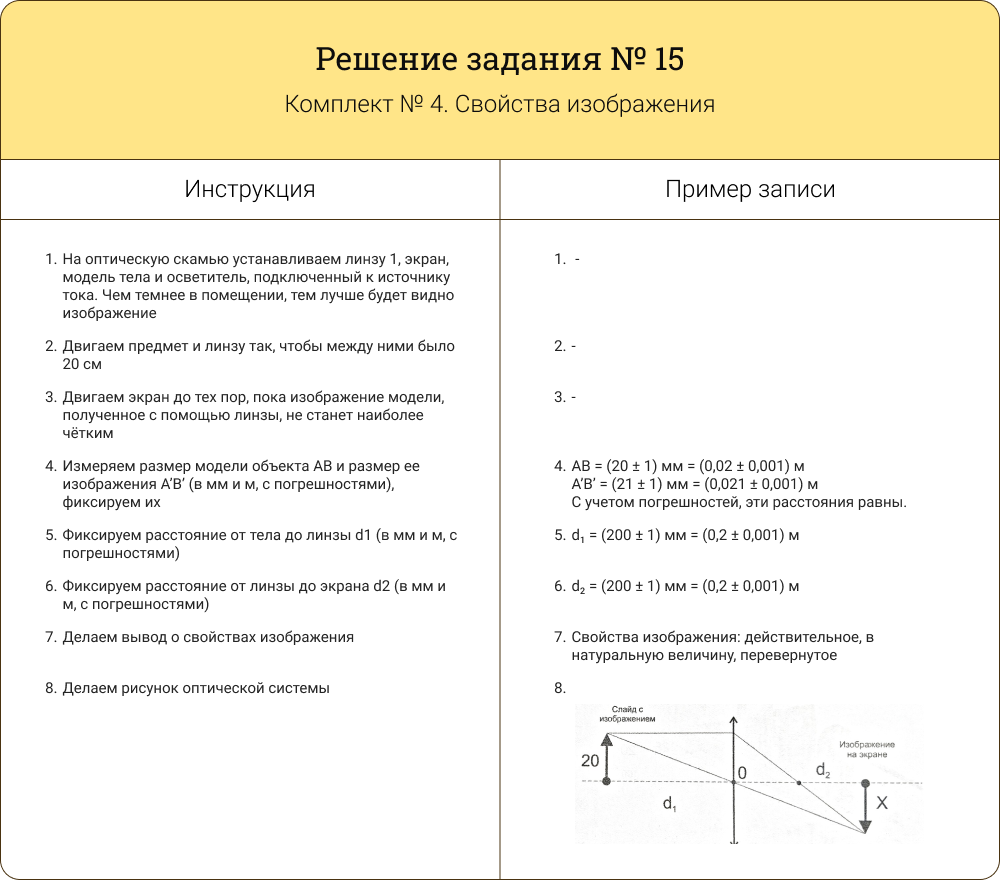 Решение задания № 15
Комплект № 4. Свойства изображения
Инструкция
Пример записи
1. На оптическую скамью устанавливаем линзу 1, экран,
модель тела и осветитель, подключенный к источнику
тока. Чем темнее в помещении, тем лучше будет видно
изображение
2. Двигаем предмет и линзу так, чтобы между ними было
20 см
3. Двигаем экран до тех пор, пока изображение модели,
полученное с помощью линзы, не станет наиболее
чётким
4. Измеряем размер модели объекта АВ и размер ее
изображения А’В’ (в мм и м, с погрешностями),
фиксируем их
5. Фиксируем расстояние от тела до линзы d1 (в мм и м, с
погрешностями)
6. Фиксируем расстояние от линзы до экрана d2 (в мм и
м, с погрешностями)
7. Делаем вывод о свойствах изображения
8. Делаем рисунок оптической системы
1. -
2. -
3. -
4. АВ = (20 ± 1) мм = (0,02 ± 0,001) м
А’В’ = (21 ± 1) мм = (0,021 ± 0,001) м
С учетом погрешностей, эти расстояния равны.
5. d₁ = (200 ± 1) мм = (0,2 ± 0,001) м
6. d₂ = (200 ± 1) мм = (0,2 ± 0,001) м
7. Свойства изображения: действительное, в
натуральную величину, перевернутое
8.
Слайд с
изображением
Изображение
на экране
20
0
d₂
d₁
X